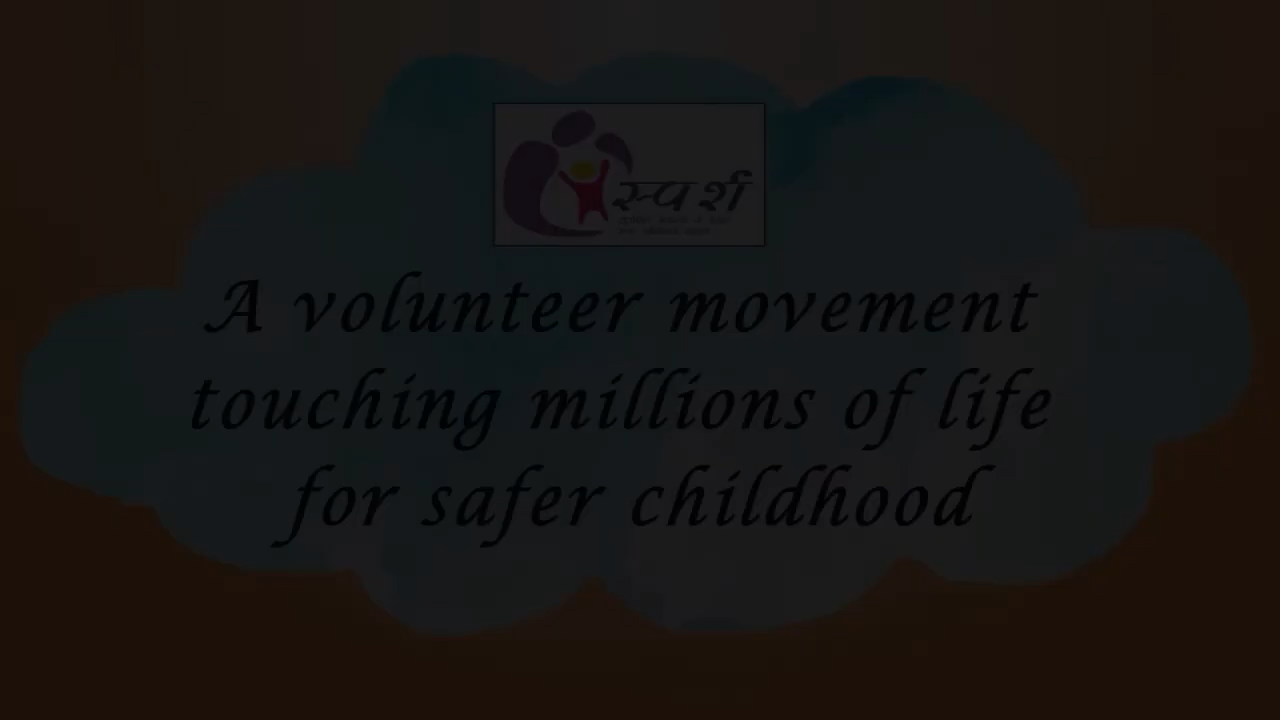 स्पर्श
A volunteer movement
touching millions of life
for safer childhood